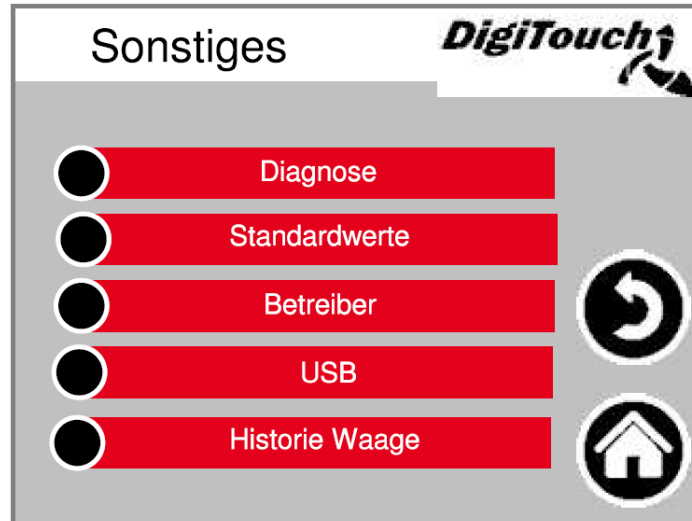 Sonstiges
DigiTouch
Diagnose
Standardwerte
Betreiber
USB
Historie Waage